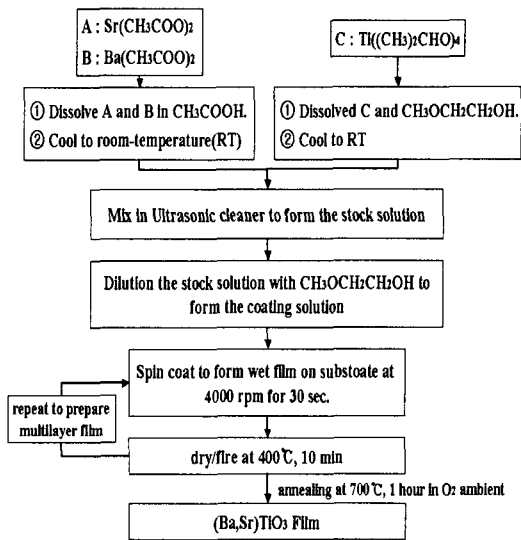 A : Sr(CH3COO)2
B : Ba(CH3COO)2
C : Ti((CH3)2CHO)4
① Dissolve A and B in CH3COOH.
② Cool to room-temperature(RT)
① Dissolved C and CH3OCH2CH2OH.
② Cool to RT
Mix in Ultrasonic cleaner to form the stock solution
Dilution the stock solution with CH3OCH2CH2OH to
form the coating solution
Spin coat to form wet film on substoate at
4000 rpm for 30 sec.
repeat to prepare
multilayer film
dry/fire at 400℃, 10 min
annealing at 700℃, 1 hour in O2 ambient
(Ba,Sr)TiO3 Film